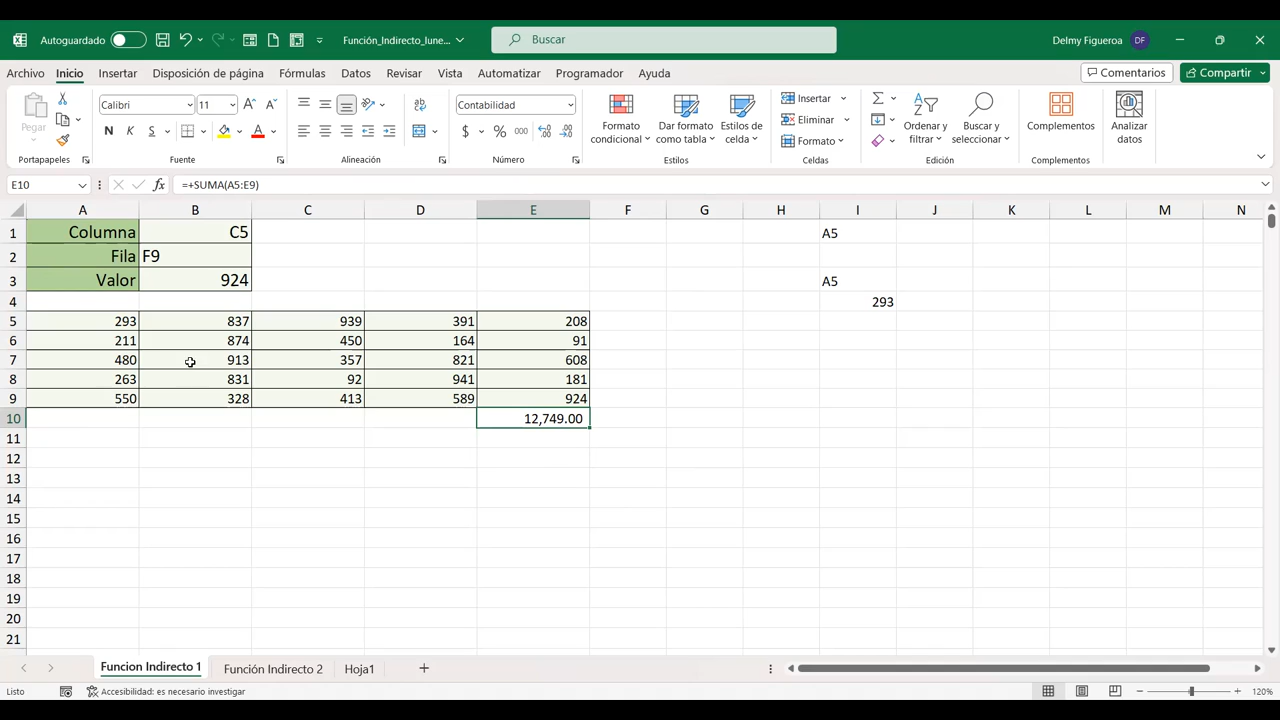 Autoguardado
Función_Indirecto_lune...
Buscar
Delmy Figueroa DF
Archivo Inicio Insertar Disposición de página Fórmulas Datos Revisar Vista Automatizar Programador Ayuda
Comentarios Compartir
Pegar
Calibri 11
N K S
Contabilidad
$ % 000
Formato condicional
Dar formato como tabla
Estilos de celda
Insertar
Eliminar
Formato
Ordenar y filtrar
Buscar y seleccionar
Complementos
Analizar datos
Portapapeles Fuente Alineación Número Estilos Celdas Edición Complementos
E10 fx =+SUMA(A5:E9)
A B C D E F G H I J K L M N
1 Columna C5 A5
2 Fila F9
3 Valor 924 A5
4 293
5 293 837 939 391 208
6 211 874 450 164 91
7 480 913 357 821 608
8 263 831 92 941 181
9 550 328 413 589 924
10 12,749.00
11
12
13
14
15
16
17
18
19
20
21
Funcion Indirecto 1 Función Indirecto 2 Hoja1
Listo Accesibilidad: es necesario investigar 120%